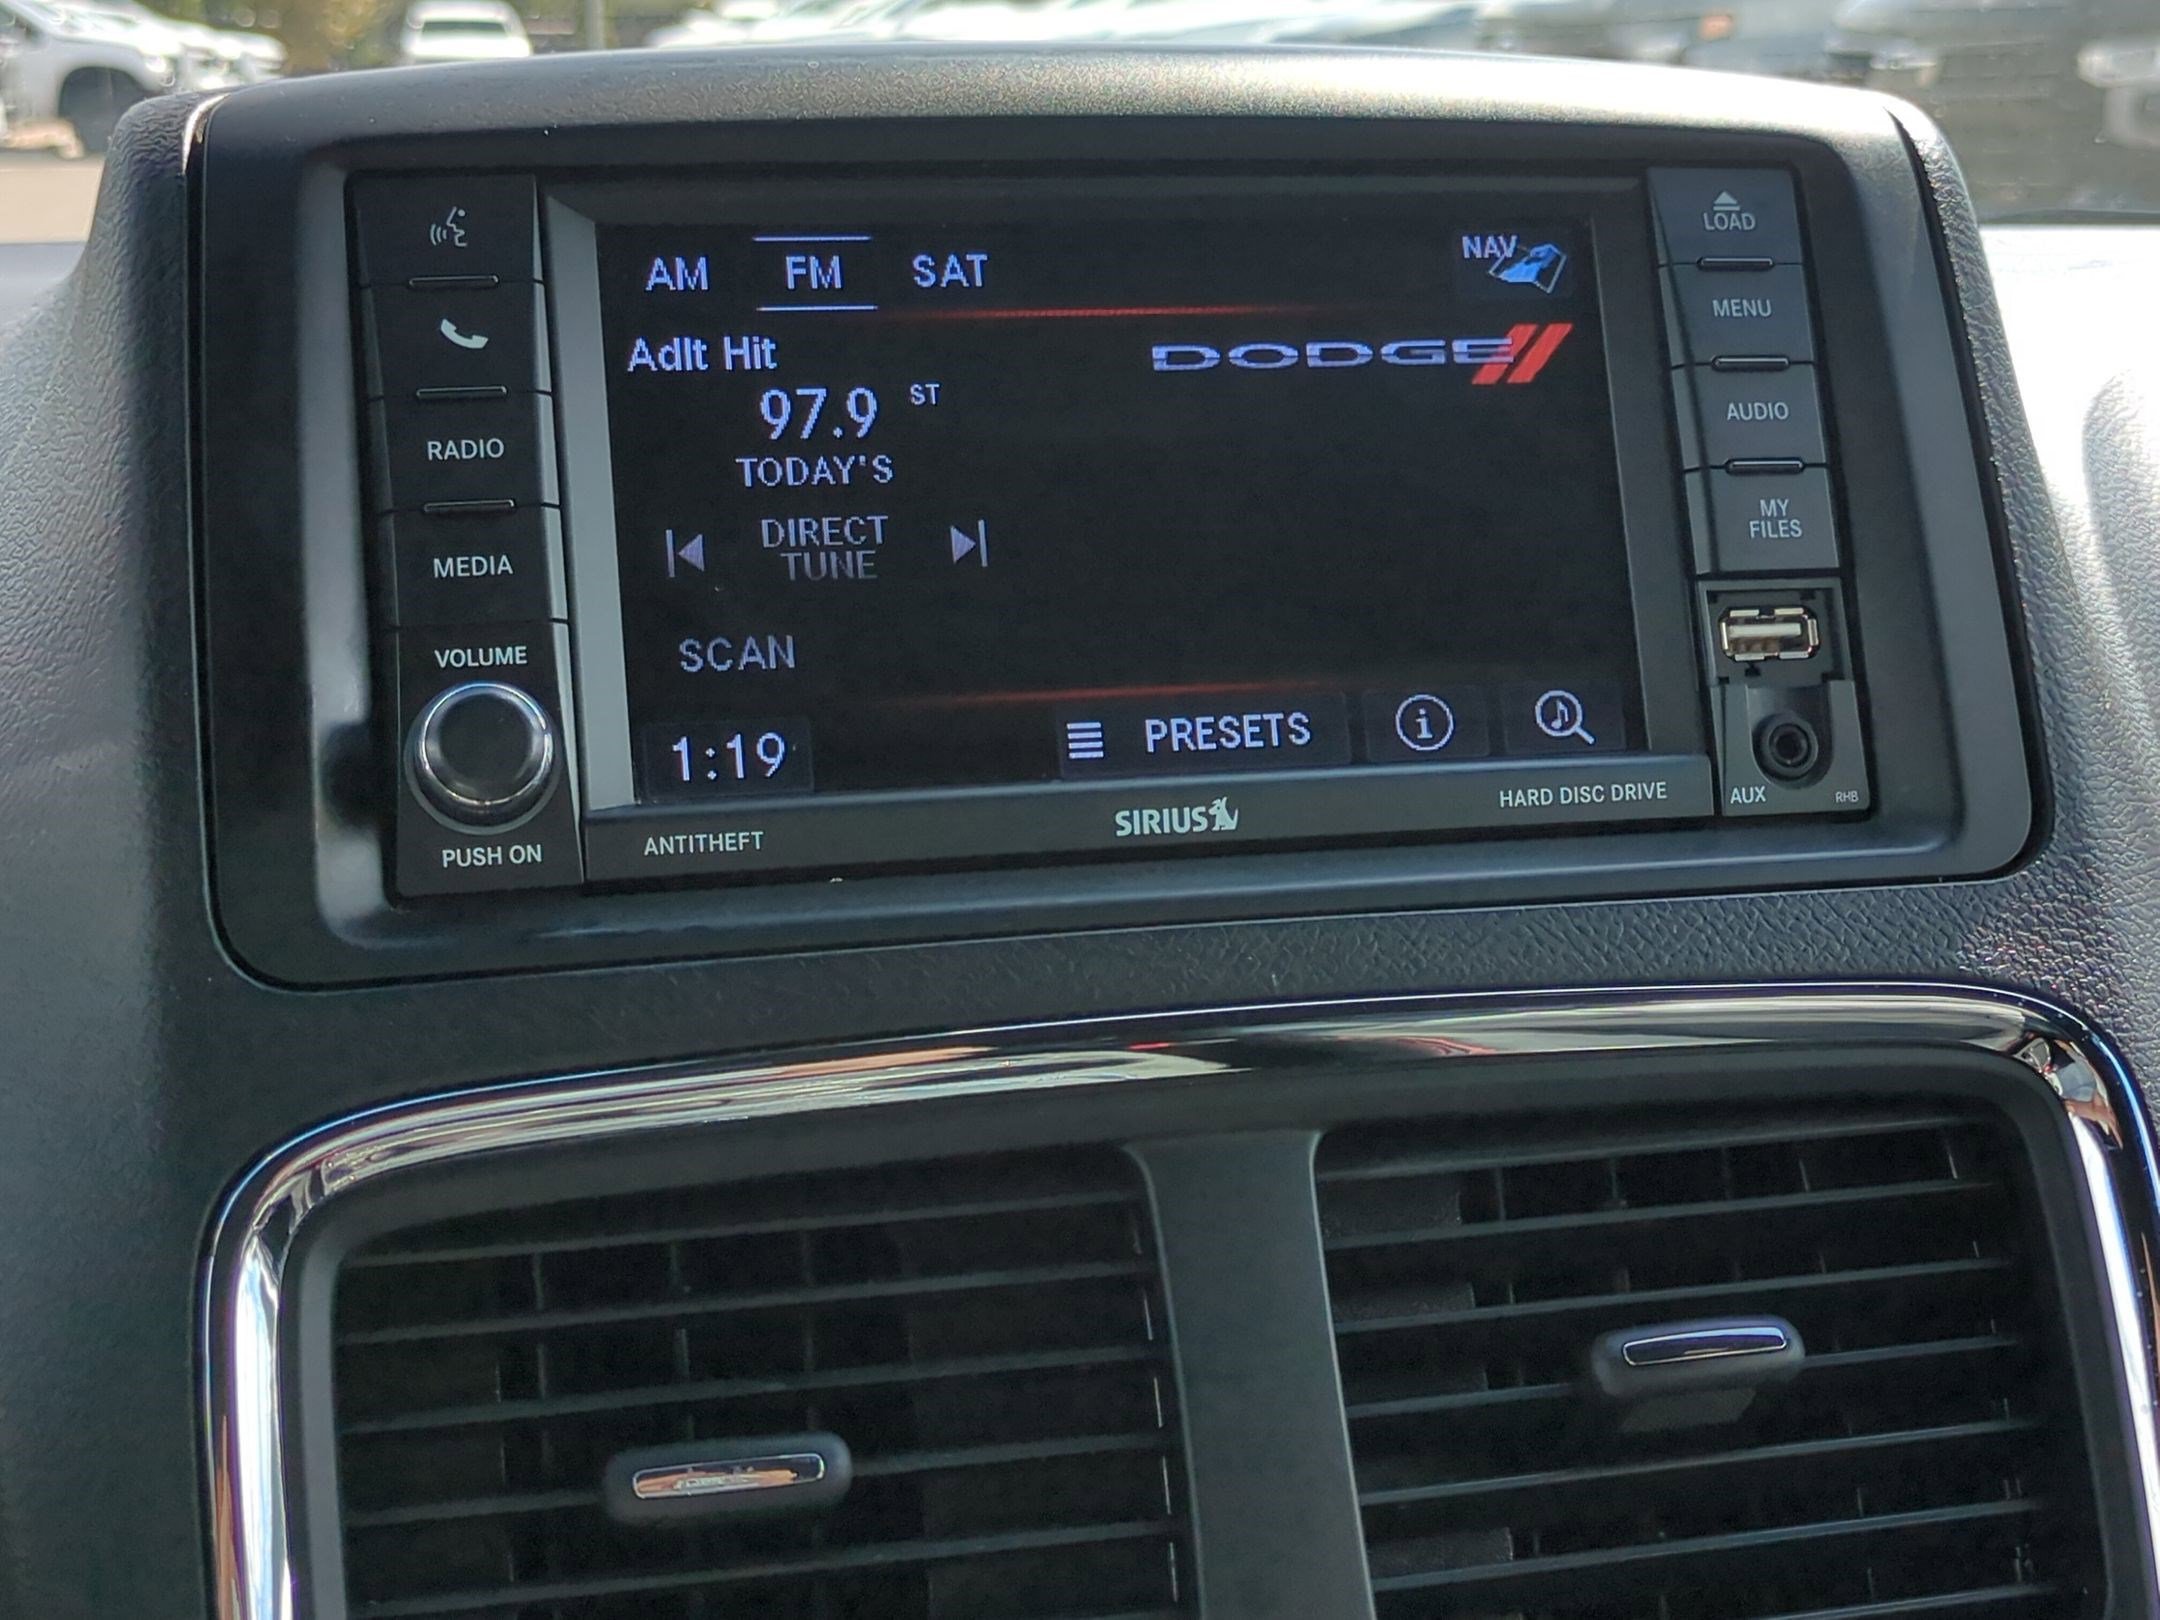 AM FM SAT NAV
Adlt Hit
DODGE
97.9 ST
TODAY'S
DIRECT
TUNE
SCAN
1:19 PRESETS
RADIO
MEDIA
VOLUME
PUSH ON
LOAD
MENU
AUDIO
MY
FILES
AUX RHB
ANTITHEFT SIRIUS HARD DISC DRIVE